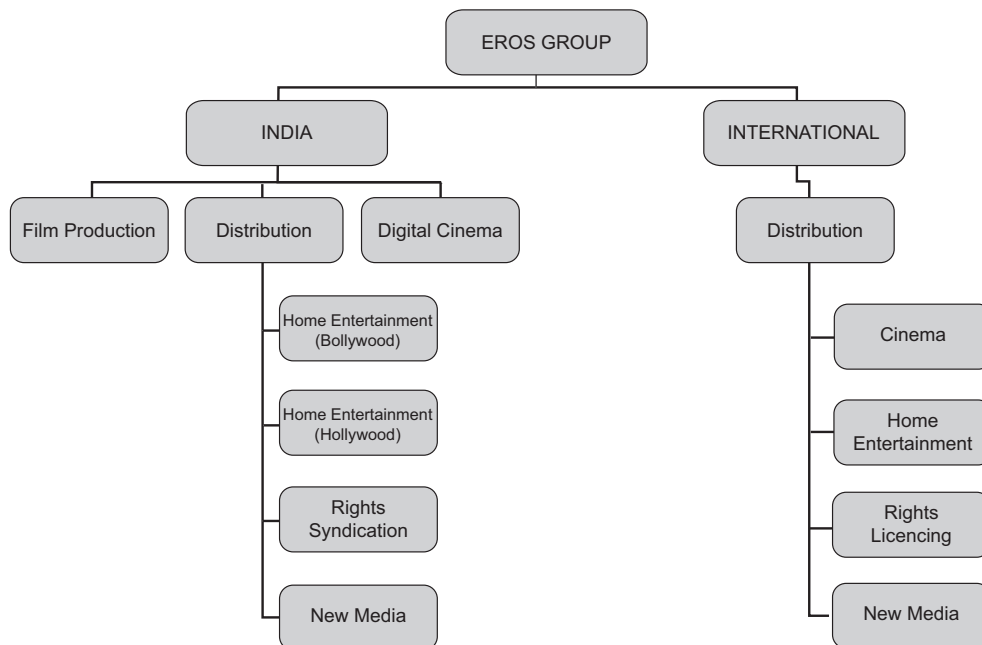 EROS GROUP
INDIA
INTERNATIONAL
Film Production
Distribution
Digital Cinema
Distribution
Home Entertainment
(Bollywood)
Home Entertainment
(Hollywood)
Rights
Syndication
New Media
Cinema
Home
Entertainment
Rights
Licencing
New Media